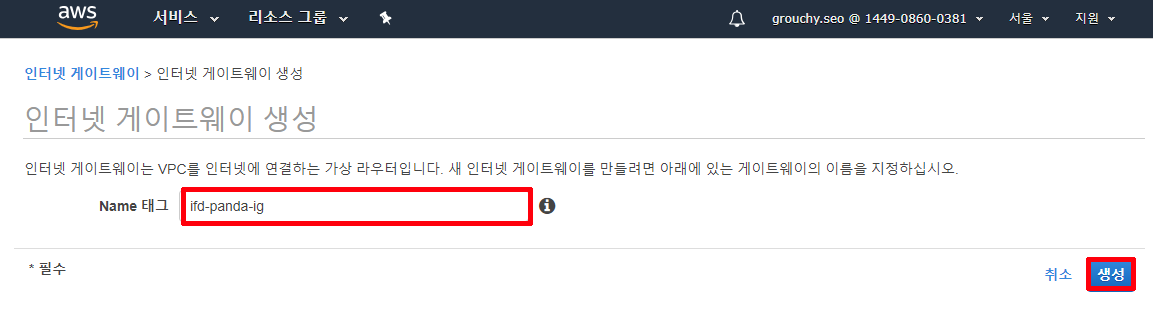 aws 서비스 리소스 그룹 grouchy.seo @ 1449-0860-0381 서울 지원
인터넷 게이트웨이 > 인터넷 게이트웨이 생성
인터넷 게이트웨이 생성
인터넷 게이트웨이는 VPC를 인터넷에 연결하는 가상 라우터입니다. 새 인터넷 게이트웨이를 만들려면 아래에 있는 게이트웨이의 이름을 지정하십시오.
Name 태그 ifd-panda-ig
* 필수
취소 생성